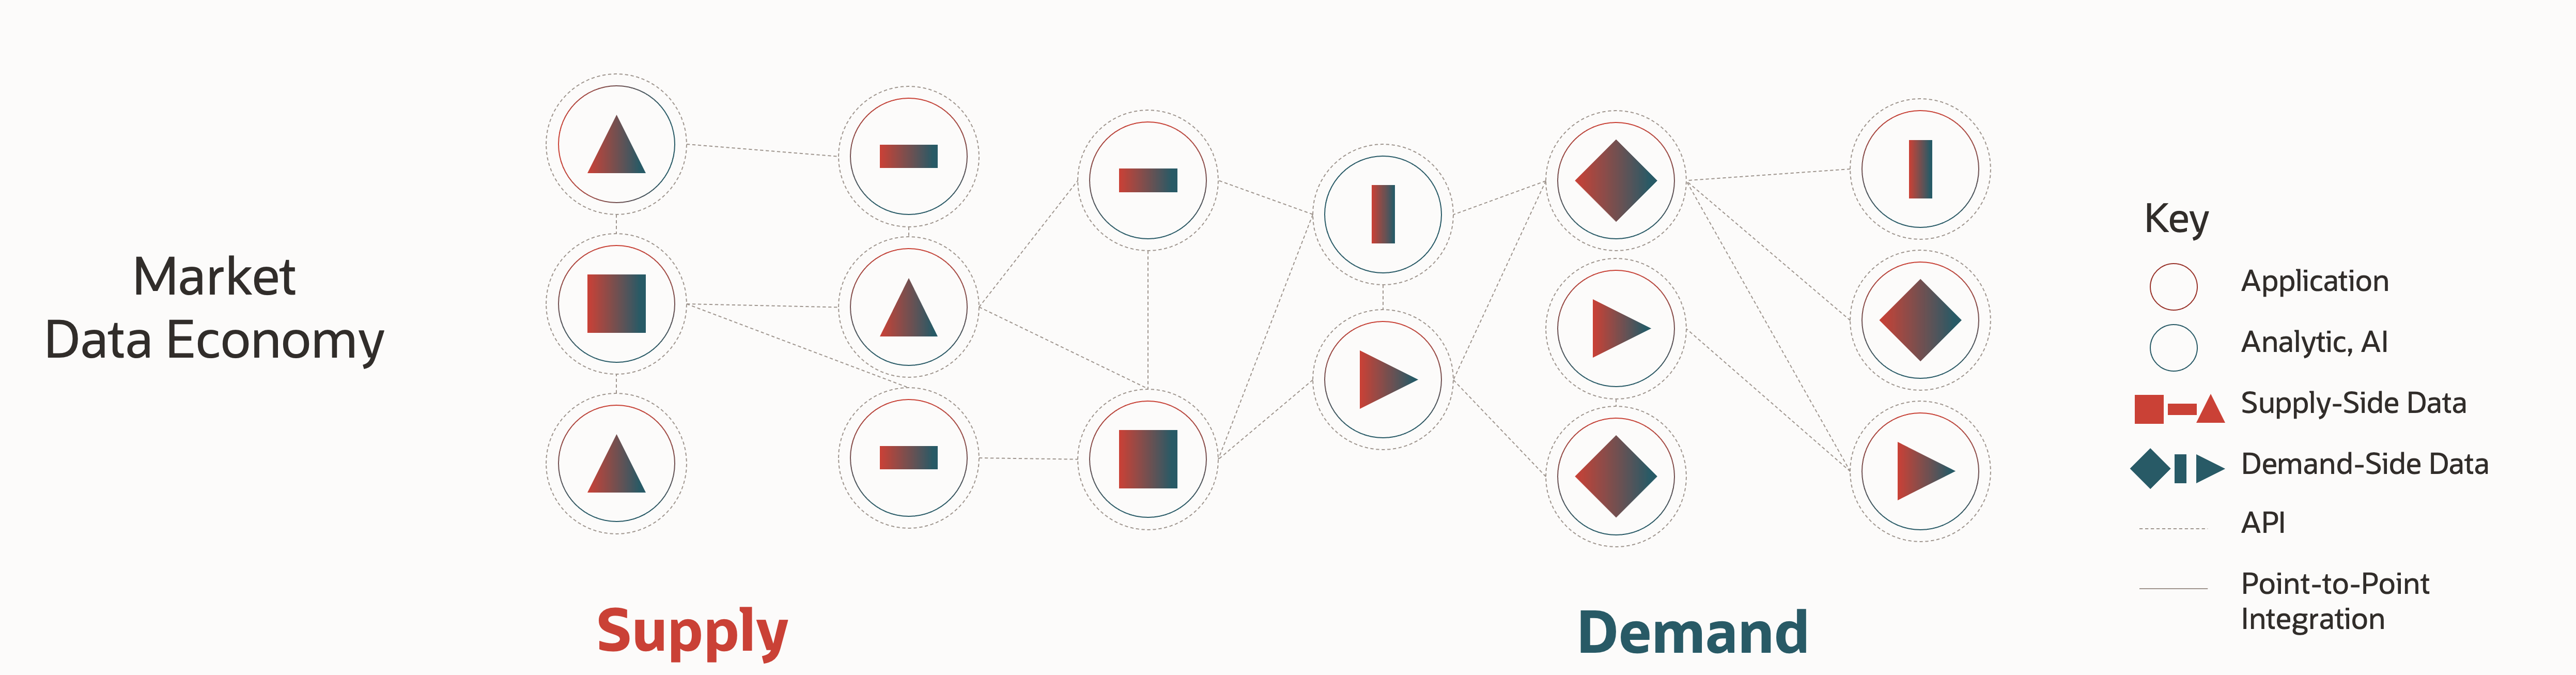 Market
Data Economy
Supply
Demand
Key
Application
Analytic, AI
Supply-Side Data
Demand-Side Data
API
Point-to-Point
Integration